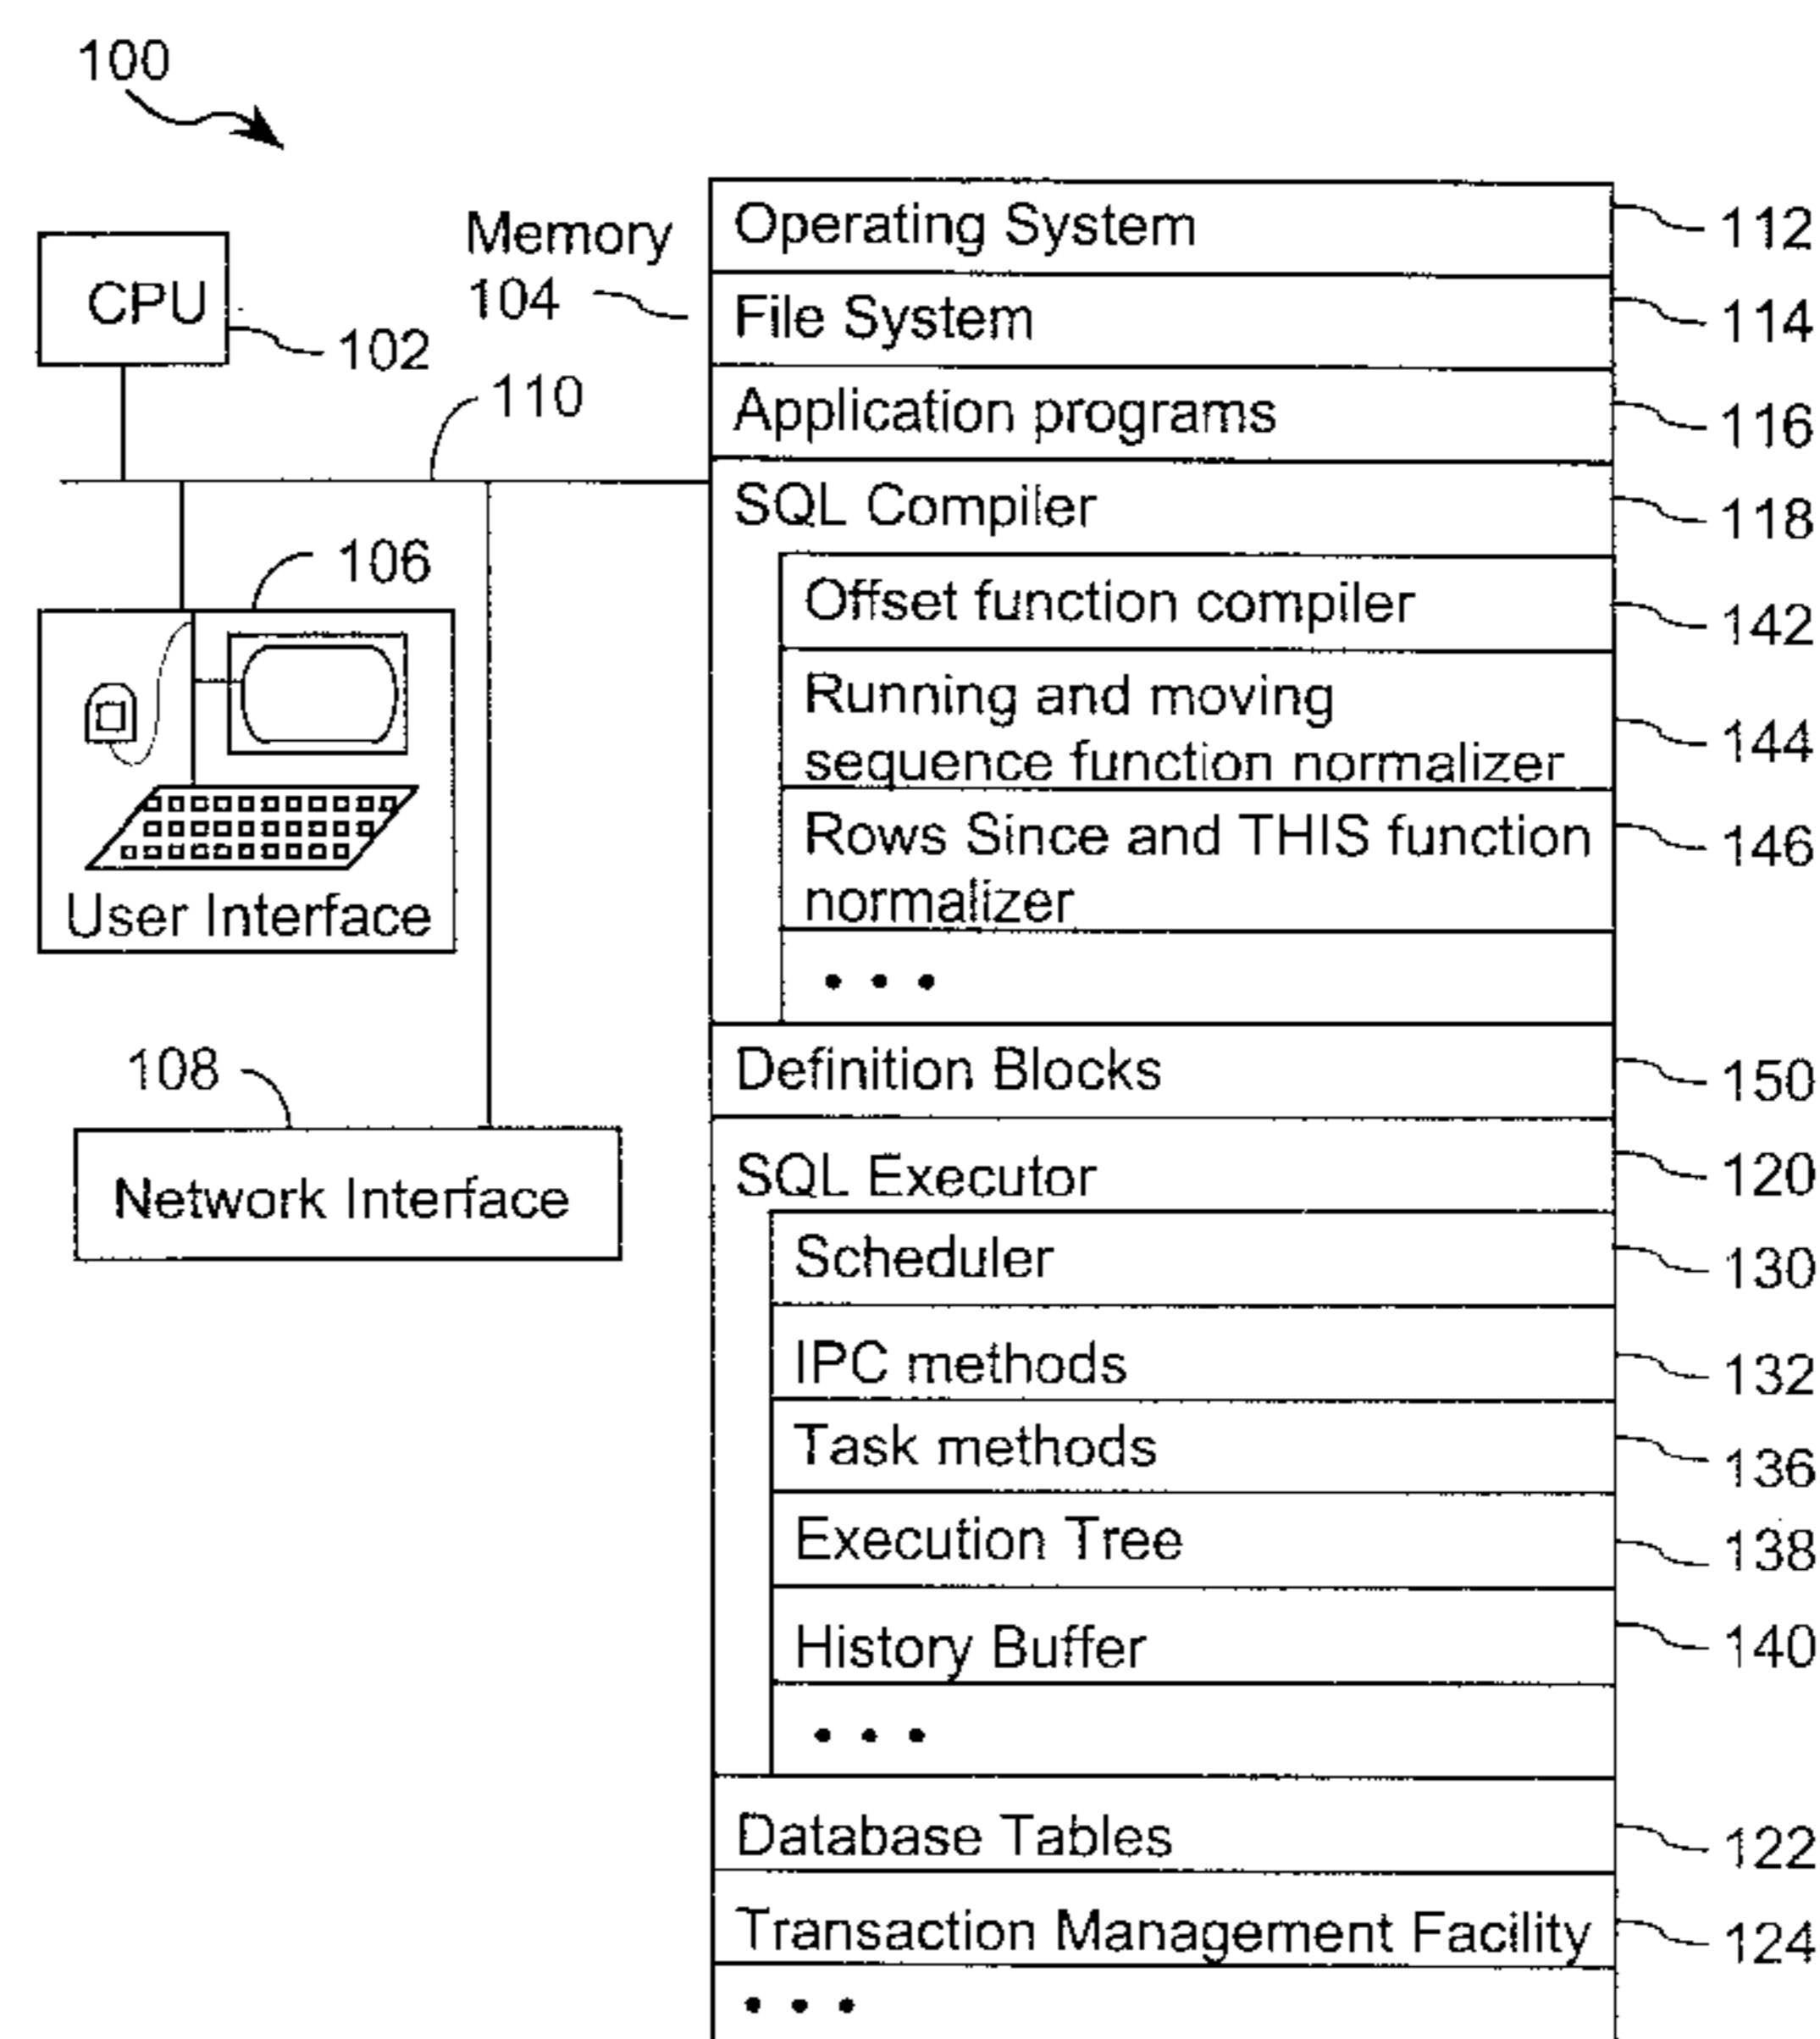 100
CPU
102
Memory
104
110
106
User Interface
108
Network Interface
Operating System
112
File System
114
Application programs
116
SQL Compiler
118
Offset function compiler
142
Running and moving
sequence function normalizer
144
Rows Since and THIS function
normalizer
146
• • •
Definition Blocks
150
SQL Executor
120
Scheduler
130
IPC methods
132
Task methods
136
Execution Tree
138
History Buffer
140
• • •
Database Tables
122
Transaction Management Facility
124
• • •